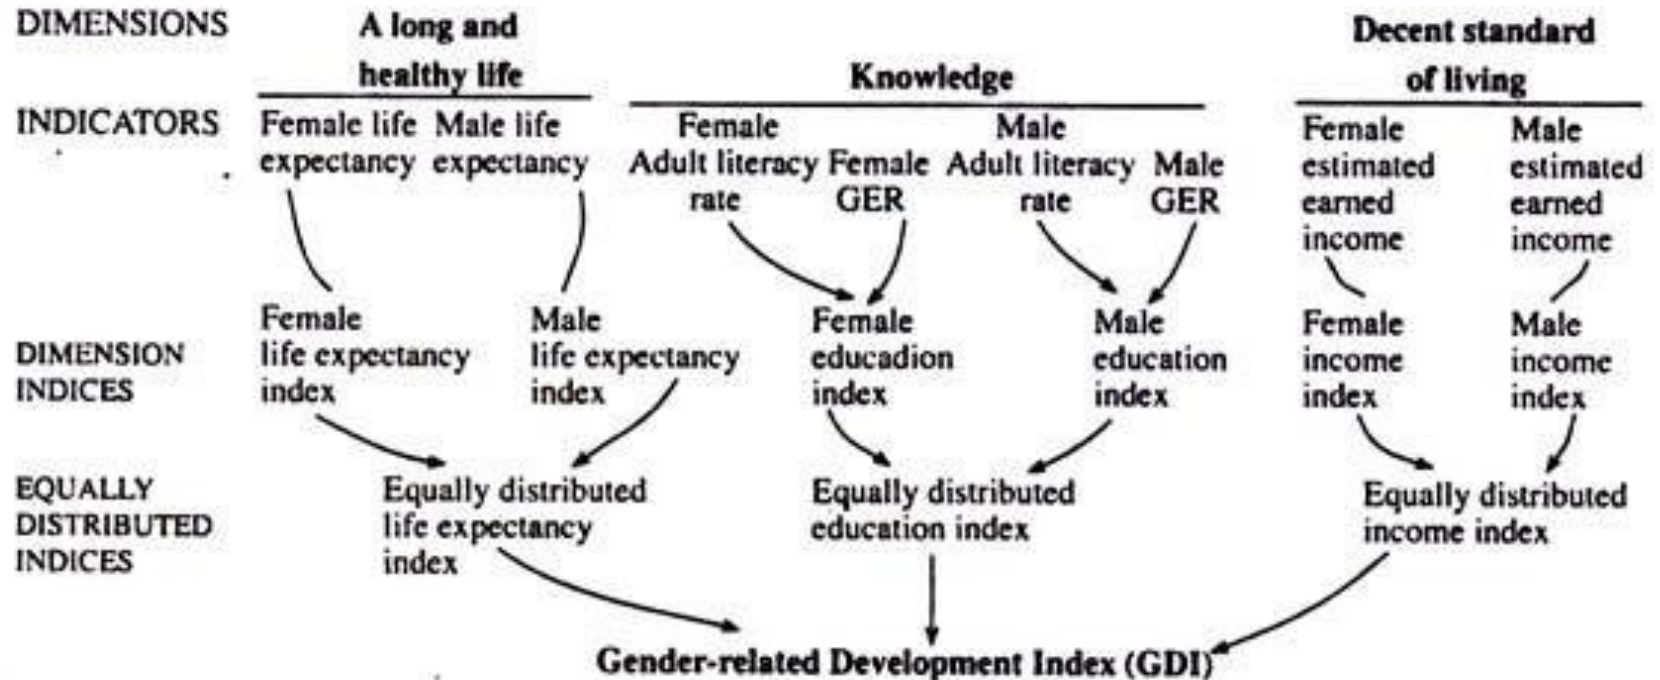 DIMENSIONS
A long and
healthy life
Knowledge
Decent standard
of living
INDICATORS
Female life Male life
expectancy expectancy
Female
Adult literacy
rate
Female
GER
Male
Adult literacy
rate
Male
GER
Female
estimated
earned
income
Male
estimated
earned
income
DIMENSION
INDICES
Female
life expectancy
index
Male
life expectancy
index
Female
educadion
index
Male
education
index
Female
income
index
Male
income
index
EQUALLY
DISTRIBUTED
INDICES
Equally distributed
life expectancy
index
Equally distributed
education index
Equally distributed
income index
Gender-related Development Index (GDI)